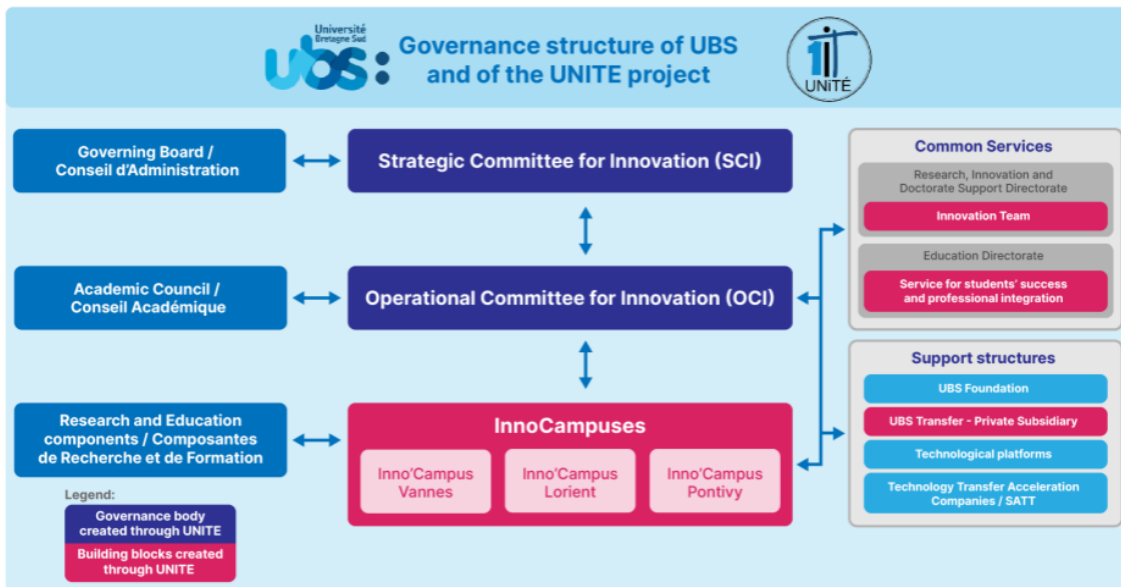 Université
Bretagne Sud
ubs:
Governance structure of UBS
and of the UNITE project
UNITÉ
Governing Board /
Conseil d'Administration
Strategic Committee for Innovation (SCI)
Academic Council /
Conseil Académique
Operational Committee for Innovation (OCI)
Research and Education
components / Composantes
de Recherche et de Formation
InnoCampuses
Inno'Campus
Vannes
Inno'Campus
Lorient
Inno'Campus
Pontivy
Common Services
Research, Innovation and
Doctorate Support Directorate
Innovation Team
Education Directorate
Service for students' success
and professional integration
Support structures
UBS Foundation
UBS Transfer - Private Subsidiary
Technological platforms
Technology Transfer Acceleration
Companies / SATT
Legend:
Governance body
created through UNITE
Building blocks created
through UNITE